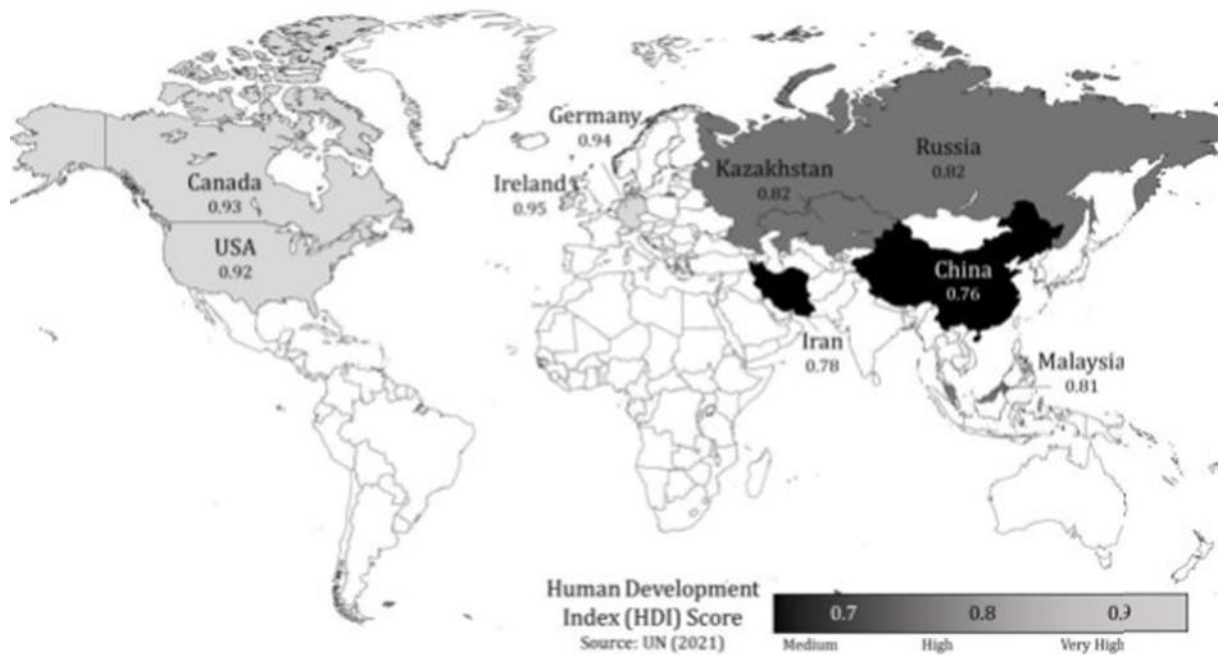 Germany
0.94
Kazakhstan
0.82
Russia
0.82
Canada
0.93
Ireland
0.95
USA
0.92
China
0.76
Iran
0.78
Malaysia
0.81
Human Development
Index (HDI) Score
Source: UN (2021)
0.7 0.8 0.9
Medium High Very High